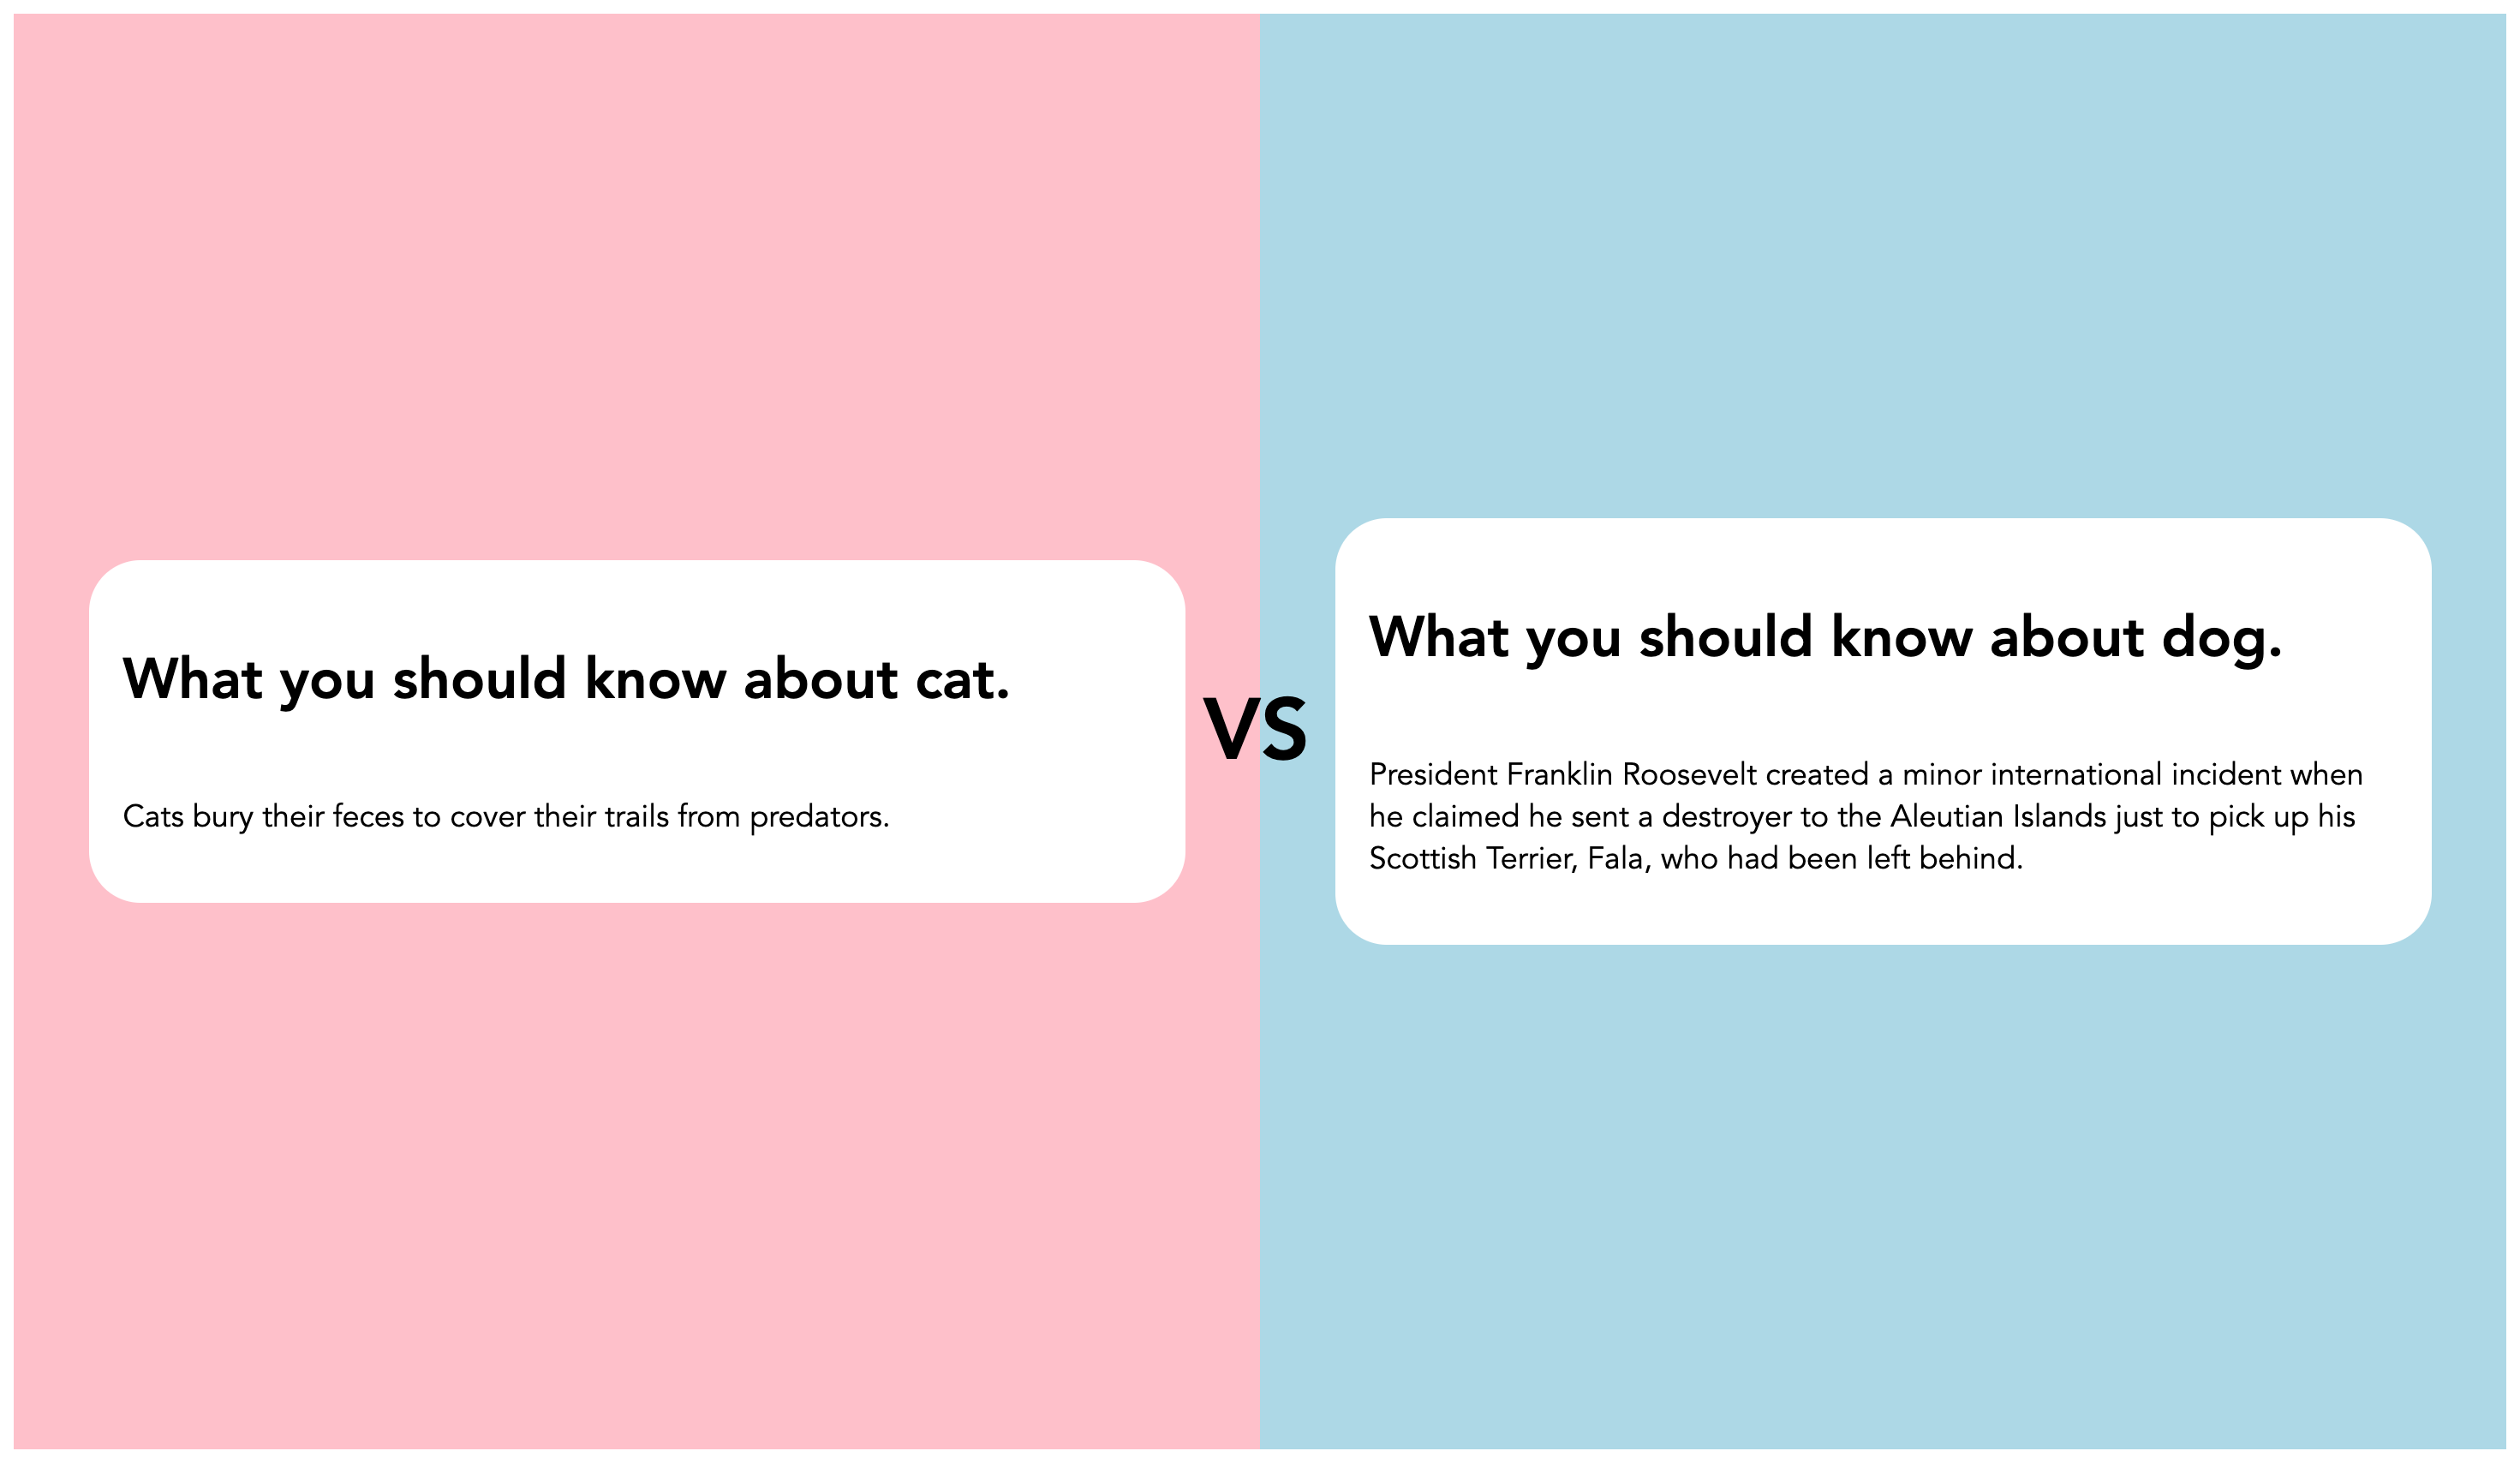 What you should know about cat.
Cats bury their feces to cover their trails from predators.
VS
What you should know about dog.
President Franklin Roosevelt created a minor international incident when
he claimed he sent a destroyer to the Aleutian Islands just to pick up his
Scottish Terrier, Fala, who had been left behind.